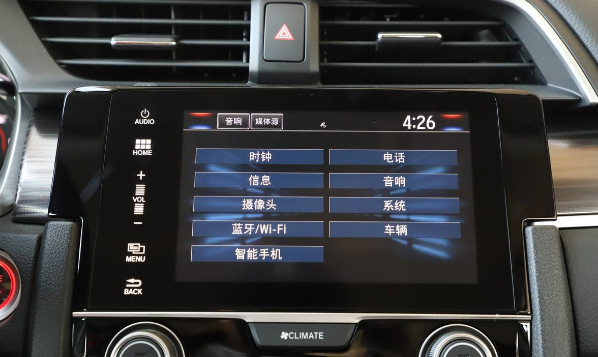 AUDIO
HOME
+
VOL
−
MENU
BACK
音响 媒体源 4:26
时钟 电话
信息 音响
摄像头 系统
蓝牙/Wi-Fi 车辆
智能手机
CLIMATE